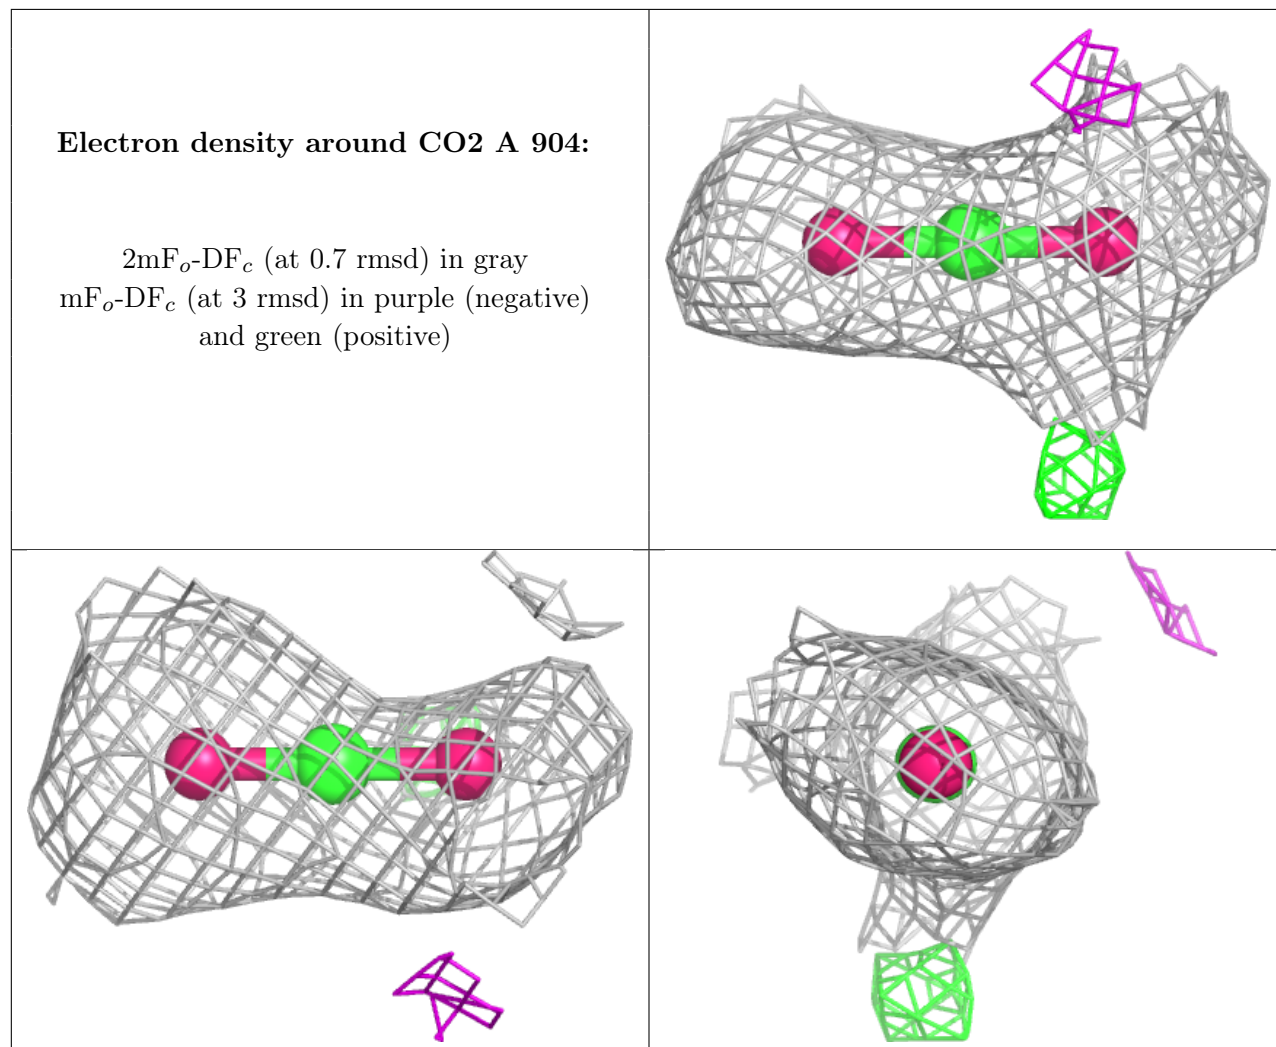 Electron density around CO2 A 904:
2mFo-DFc (at 0.7 rmsd) in gray
mFo-DFc (at 3 rmsd) in purple (negative)
and green (positive)